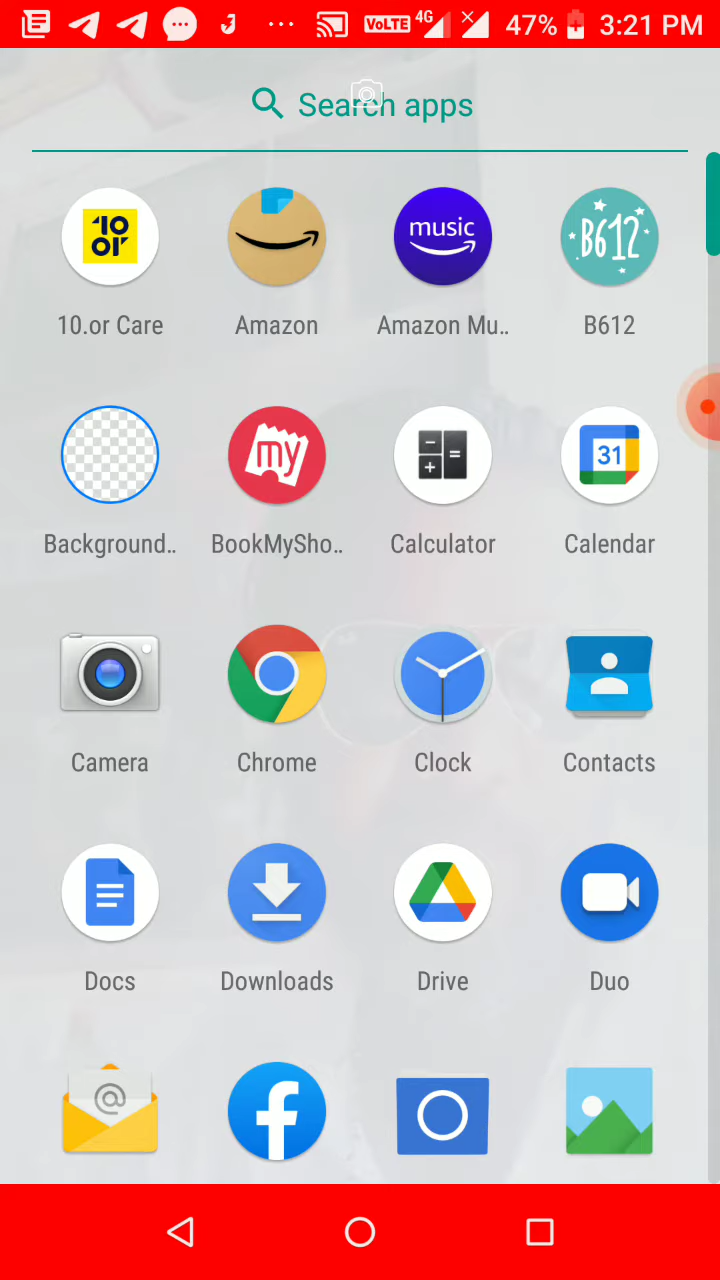 VoLTE 4G 47% 3:21 PM
Search apps
10 or music B612
10.or Care Amazon Amazon Mu.. B612
my 31
Background.. BookMySho.. Calculator Calendar
Camera Chrome Clock Contacts
Docs Downloads Drive Duo
@ f